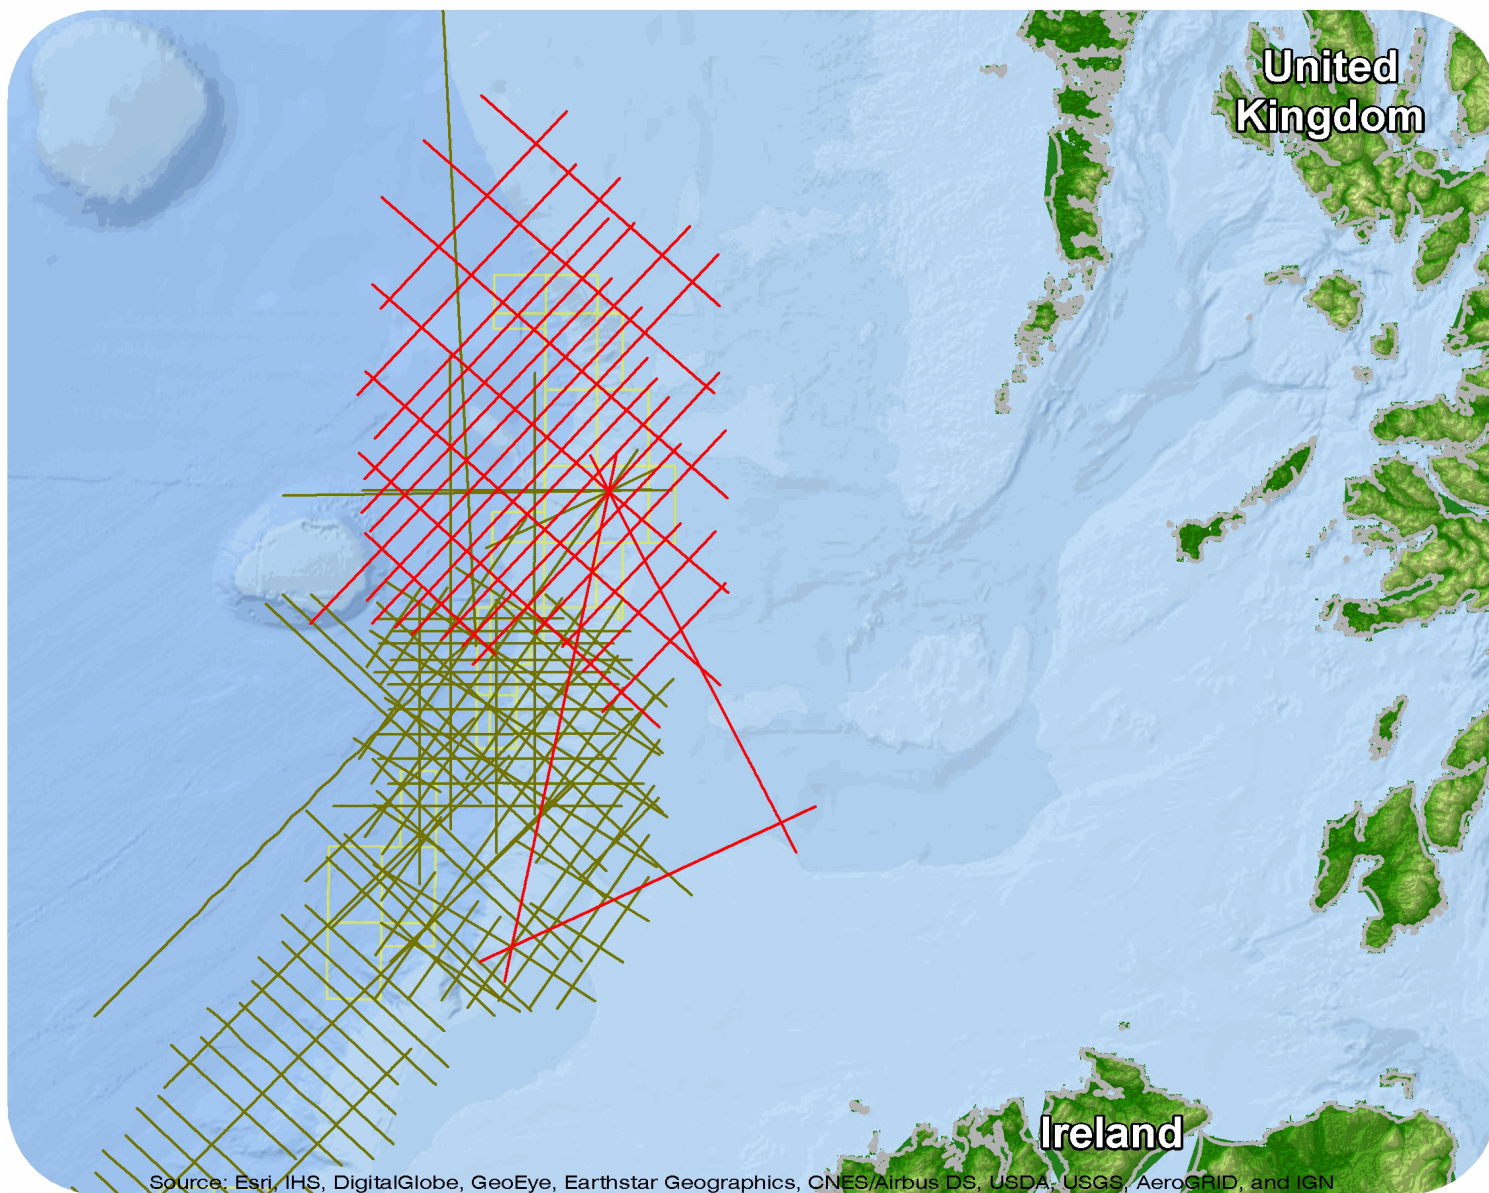 United
Kingdom
Ireland
Source: Esri, IHS, DigitalGlobe, GeoEye, Earthstar Geographics, CNES/Airbus DS, USDA, USGS, AeroGRID, and IGN